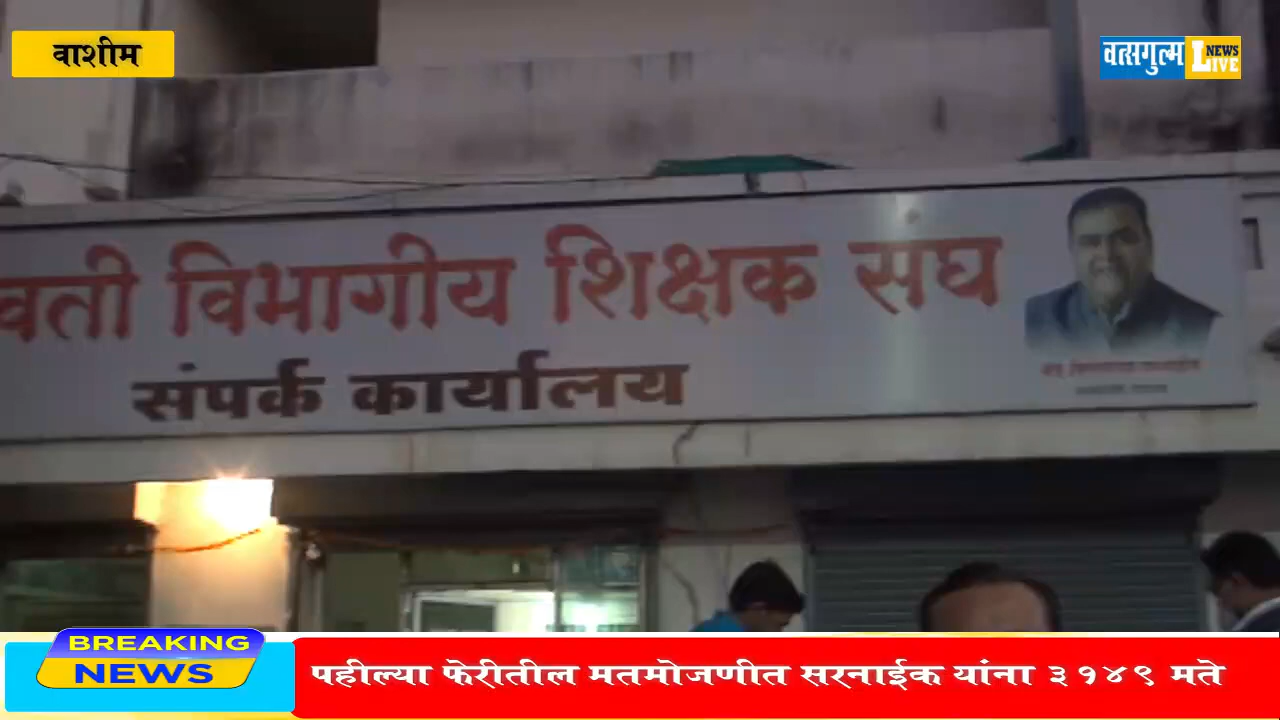 वाशीम
वत्सगुल्म NEWS LIVE
वती विभागीय शिक्षक संघ
संपर्क कार्यालय
BREAKING NEWS
पहील्या फेरीतील मतमोजणीत सरनाईक यांना ३१४९ मते